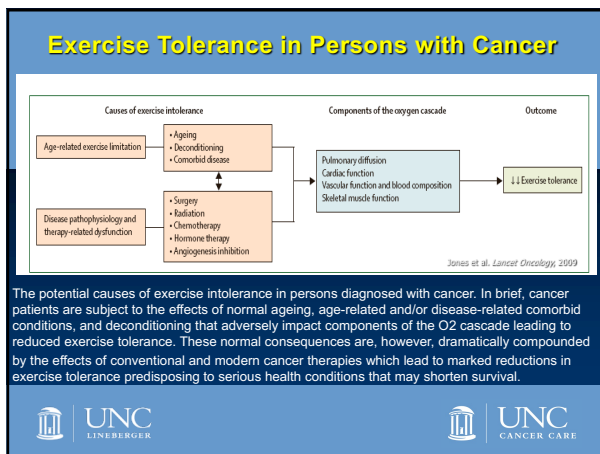 Exercise Tolerance in Persons with Cancer
Causes of exercise intolerance
Components of the oxygen cascade
Outcome
Age-related exercise limitation
• Ageing
• Deconditioning
• Comorbid disease
Disease pathophysiology and
therapy-related dysfunction
• Surgery
• Radiation
• Chemotherapy
• Hormone therapy
• Angiogenesis inhibition
Pulmonary diffusion
Cardiac function
Vascular function and blood composition
Skeletal muscle function
↓↓Exercise tolerance
Jones et al. Lancet Oncology, 2009
The potential causes of exercise intolerance in persons diagnosed with cancer. In brief, cancer
patients are subject to the effects of normal ageing, age-related and/or disease-related comorbid
conditions, and deconditioning that adversely impact components of the O2 cascade leading to
reduced exercise tolerance. These normal consequences are, however, dramatically compounded
by the effects of conventional and modern cancer therapies which lead to marked reductions in
exercise tolerance predisposing to serious health conditions that may shorten survival.
UNC
LINEBERGER
UNC
CANCER CARE